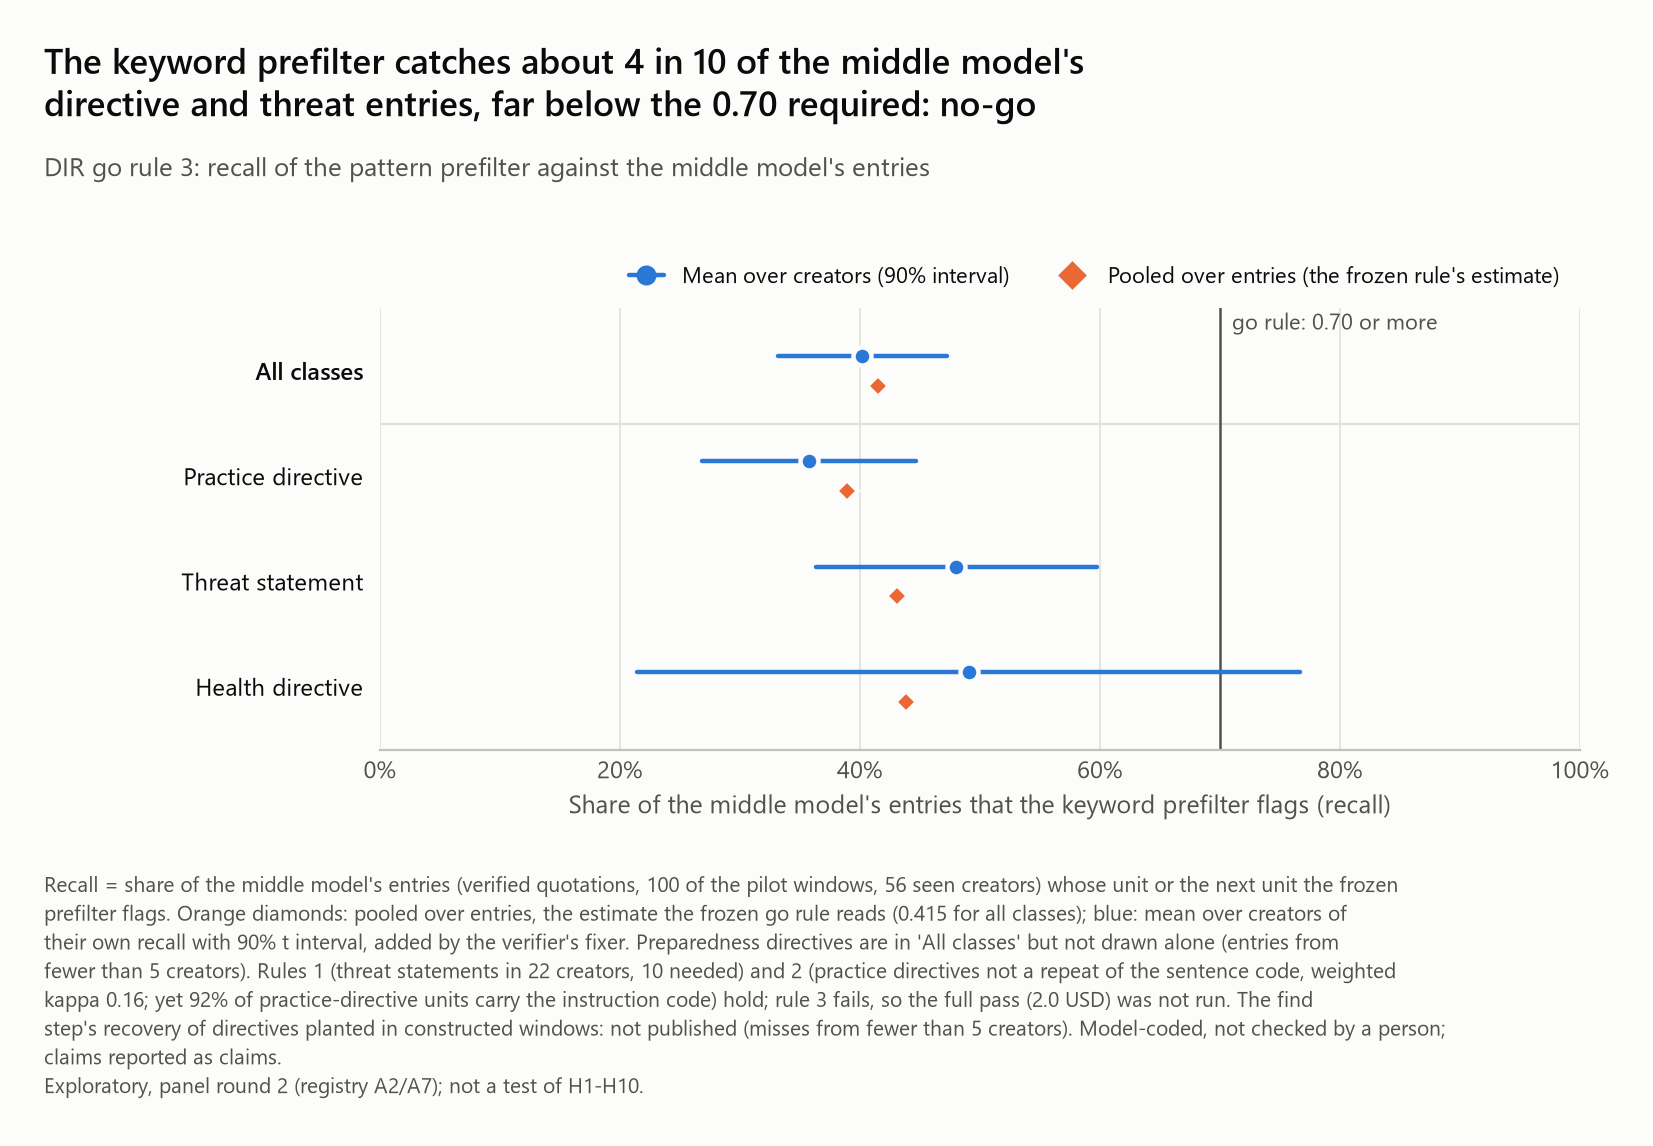 The keyword prefilter catches about 4 in 10 of the middle model's
directive and threat entries, far below the 0.70 required: no-go
DIR go rule 3: recall of the pattern prefilter against the middle model's entries
Mean over creators (90% interval)
Pooled over entries (the frozen rule's estimate)
go rule: 0.70 or more
All classes
Practice directive
Threat statement
Health directive
0% 20% 40% 60% 80% 100%
Share of the middle model's entries that the keyword prefilter flags (recall)
Recall = share of the middle model's entries (verified quotations, 100 of the pilot windows, 56 seen creators) whose unit or the next unit the frozen
prefilter flags. Orange diamonds: pooled over entries, the estimate the frozen go rule reads (0.415 for all classes); blue: mean over creators of
their own recall with 90% t interval, added by the verifier's fixer. Preparedness directives are in 'All classes' but not drawn alone (entries from
fewer than 5 creators). Rules 1 (threat statements in 22 creators, 10 needed) and 2 (practice directives not a repeat of the sentence code, weighted
kappa 0.16; yet 92% of practice-directive units carry the instruction code) hold; rule 3 fails, so the full pass (2.0 USD) was not run. The find
step's recovery of directives planted in constructed windows: not published (misses from fewer than 5 creators). Model-coded, not checked by a person;
claims reported as claims.
Exploratory, panel round 2 (registry A2/A7); not a test of H1-H10.